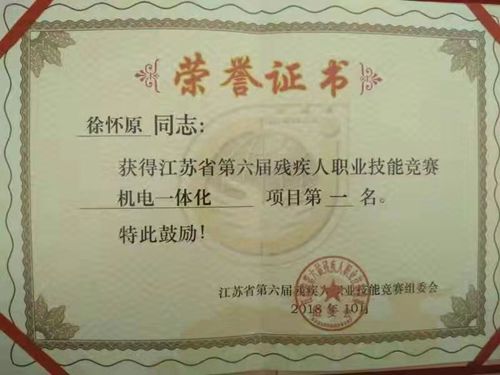 荣誉证书
徐怀原 同志：
获得江苏省第六届残疾人职业技能竞赛
机电一体化 项目第一名。
特此鼓励！
江苏省第六届残疾人职业技能竞赛组委会
2018年10月